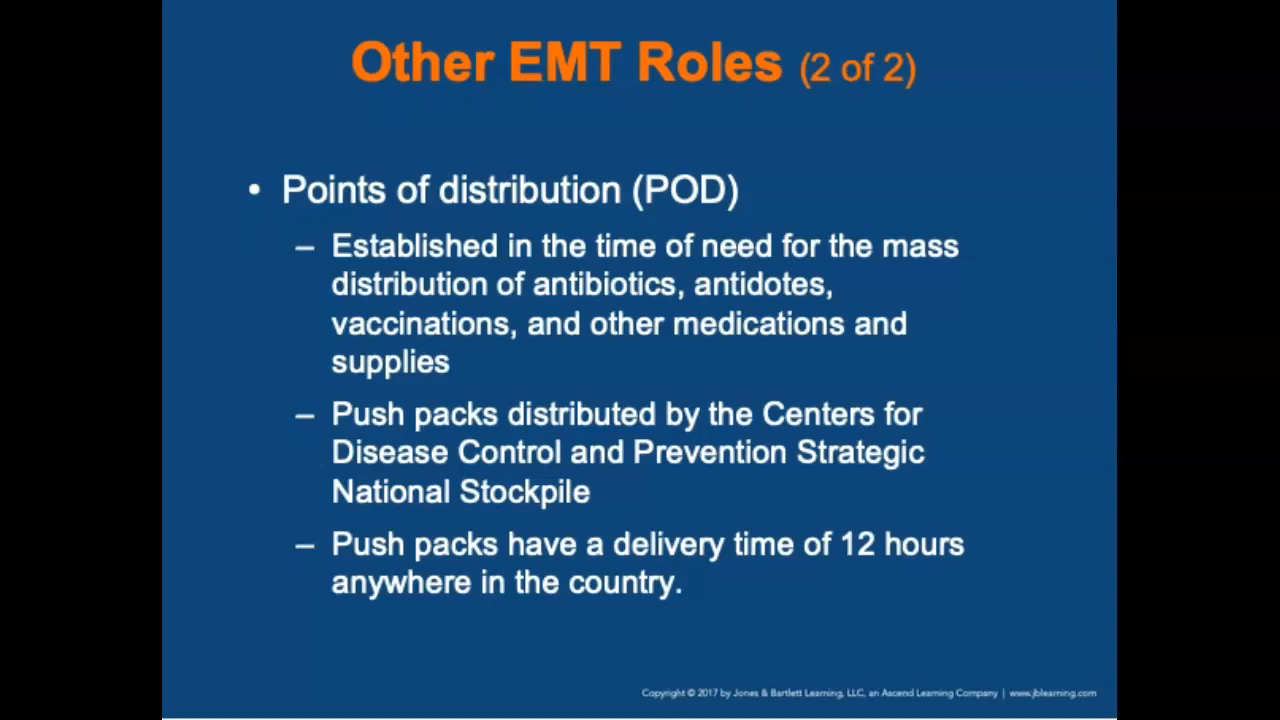 Other EMT Roles (2 of 2)
• Points of distribution (POD)
– Established in the time of need for the mass
distribution of antibiotics, antidotes,
vaccinations, and other medications and
supplies
– Push packs distributed by the Centers for
Disease Control and Prevention Strategic
National Stockpile
– Push packs have a delivery time of 12 hours
anywhere in the country.
Copyright © 2017 by Jones & Bartlett Learning, LLC, an Ascend Learning Company | www.jblearning.com